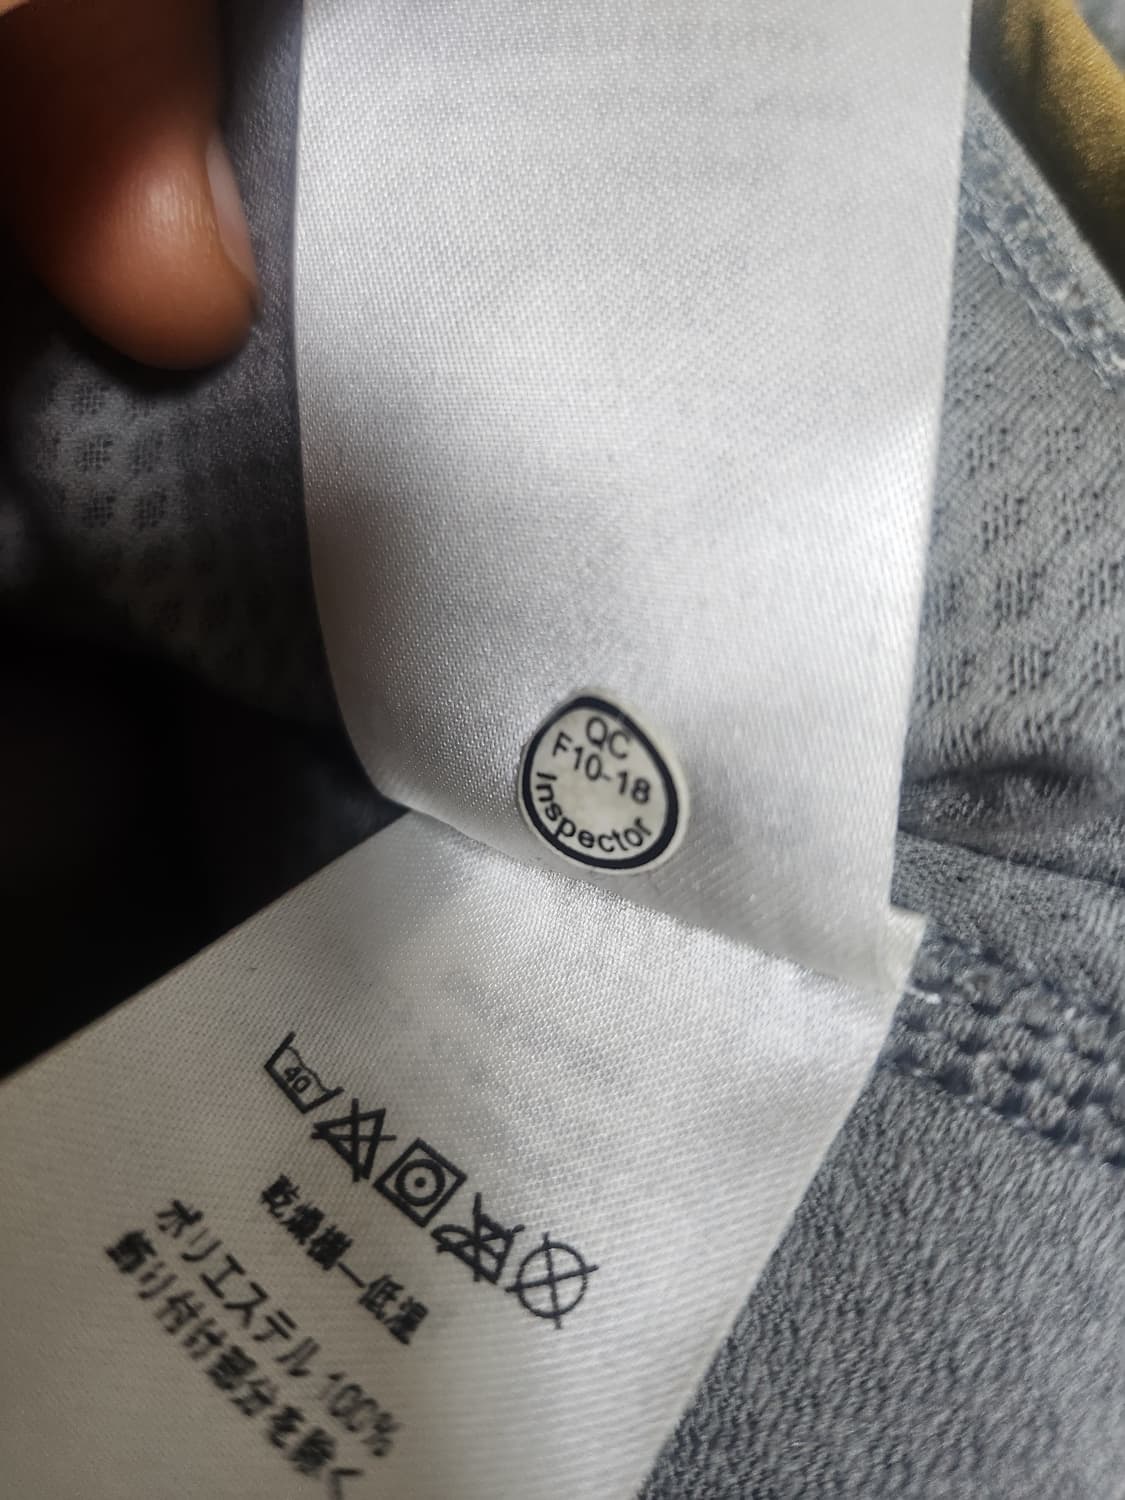 QC
F10-18
Inspector
40
乾燥機—低温
ポリエステル 100%
飾り付け部分を除く